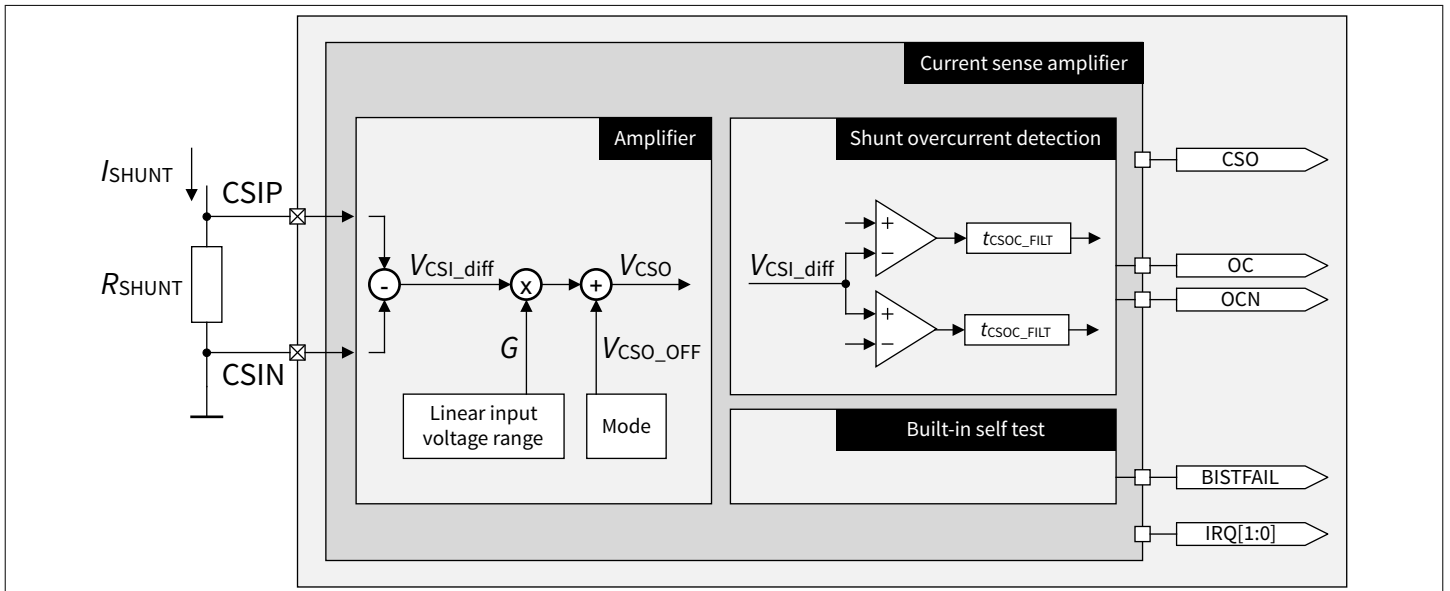 Current sense amplifier
Amplifier
Shunt overcurrent detection
CSO
ISHUNT
CSIP
+
−
tCSOC_FILT
RSHUNT
VCSI_diff
VCSO
-
x
+
VCSI_diff
OC
OCN
+
−
tCSOC_FILT
G
VCSO_OFF
CSIN
Linear input
voltage range
Mode
Built-in self test
BISTFAIL
IRQ[1:0]